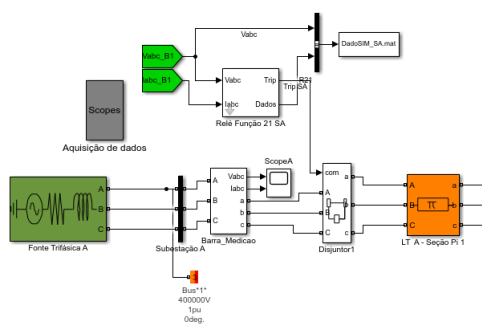 Vabc
DadoSIM_SA.mat
Vabc_B1
Iabc_B1
Vabc
Trip
Trip SA
Iabc
Dados
Relé Função 21 SA
Scopes
Aquisição de dados
ScopeA
Vabc
Iabc
A
B
C
a
b
c
com
A
B
C
a
b
c
A
B
C
a
b
c
A
B
C
π
Fonte Trifásica A
Subestação A
Barra_Medicao
Disjuntor1
LT A - Seção Pi 1
Bus"1"
400000V
1pu
0deg.